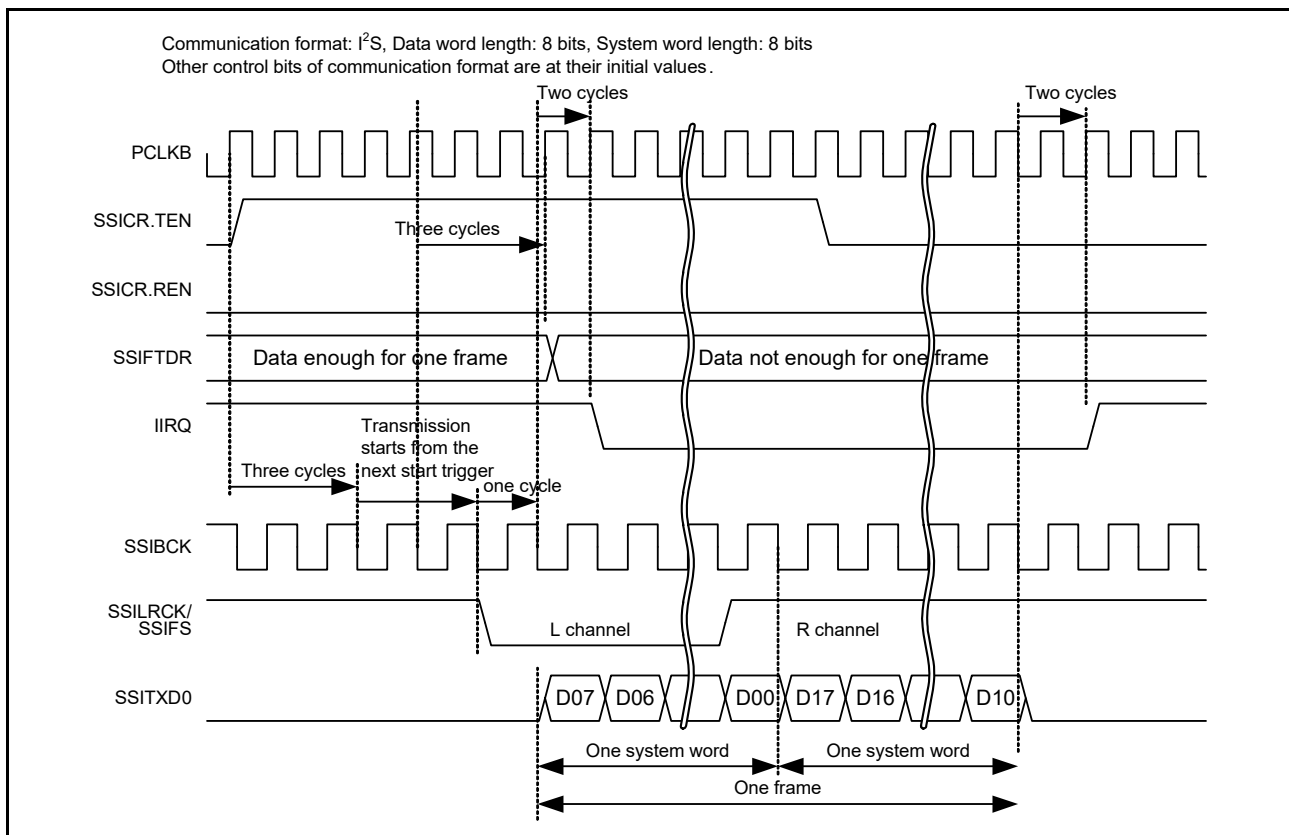 Communication format: I²S, Data word length: 8 bits, System word length: 8 bits
Other control bits of communication format are at their initial values.
Two cycles
Two cycles
PCLKB
SSICR.TEN
Three cycles
SSICR.REN
SSIFTDR
Data enough for one frame
Data not enough for one frame
IIRQ
Transmission
starts from the
next start trigger
Three cycles
one cycle
SSIBCK
SSILRCK/
SSIFS
L channel
R channel
SSITXD0
D07
D06
D00
D17
D16
D10
One system word
One system word
One frame